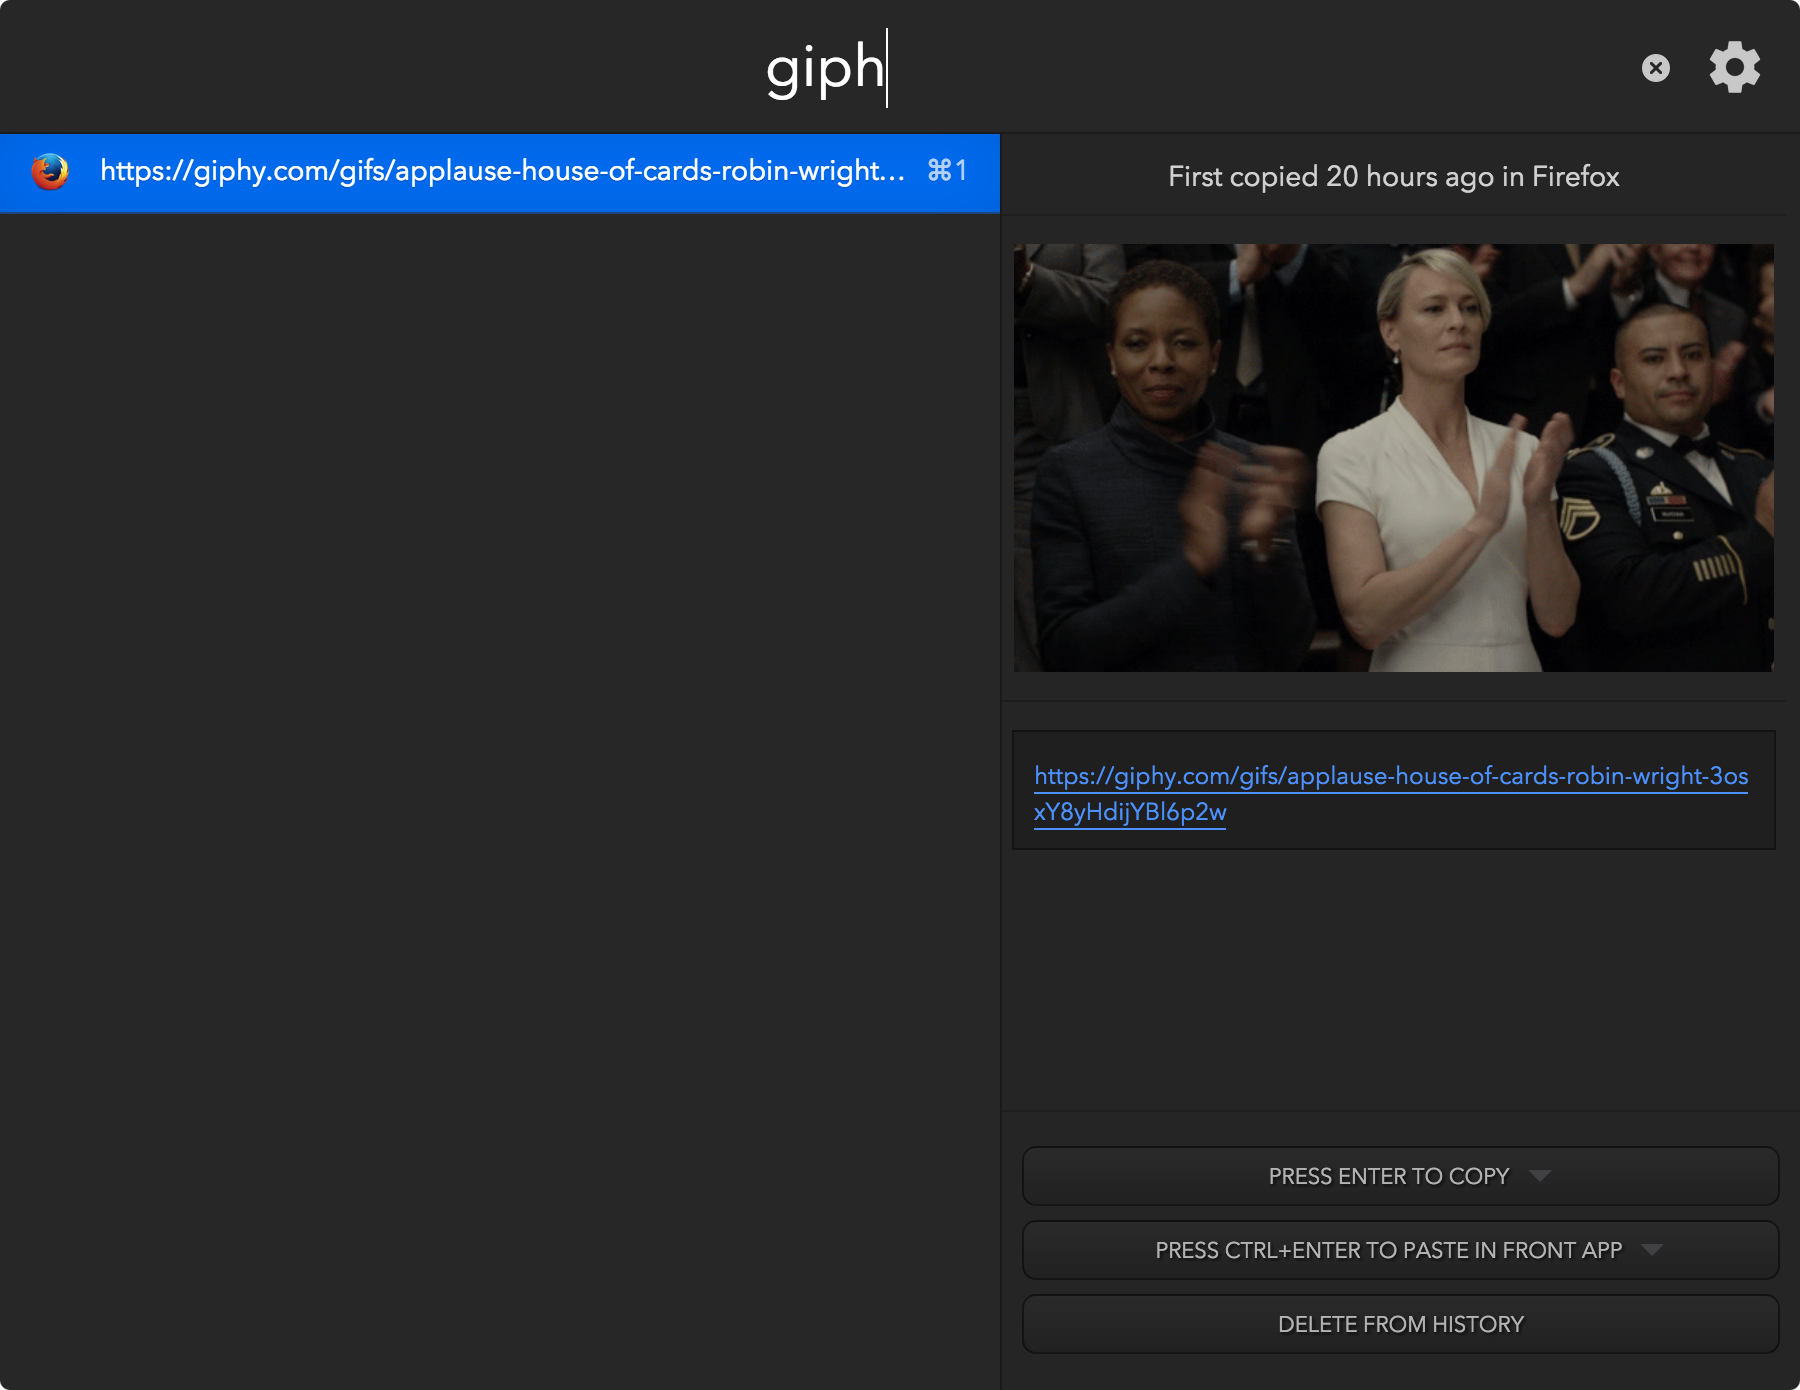 giph
https://giphy.com/gifs/applause-house-of-cards-robin-wright... ⌘1
First copied 20 hours ago in Firefox
https://giphy.com/gifs/applause-house-of-cards-robin-wright-3os
xY8yHdijYBl6p2w
PRESS ENTER TO COPY
PRESS CTRL+ENTER TO PASTE IN FRONT APP
DELETE FROM HISTORY